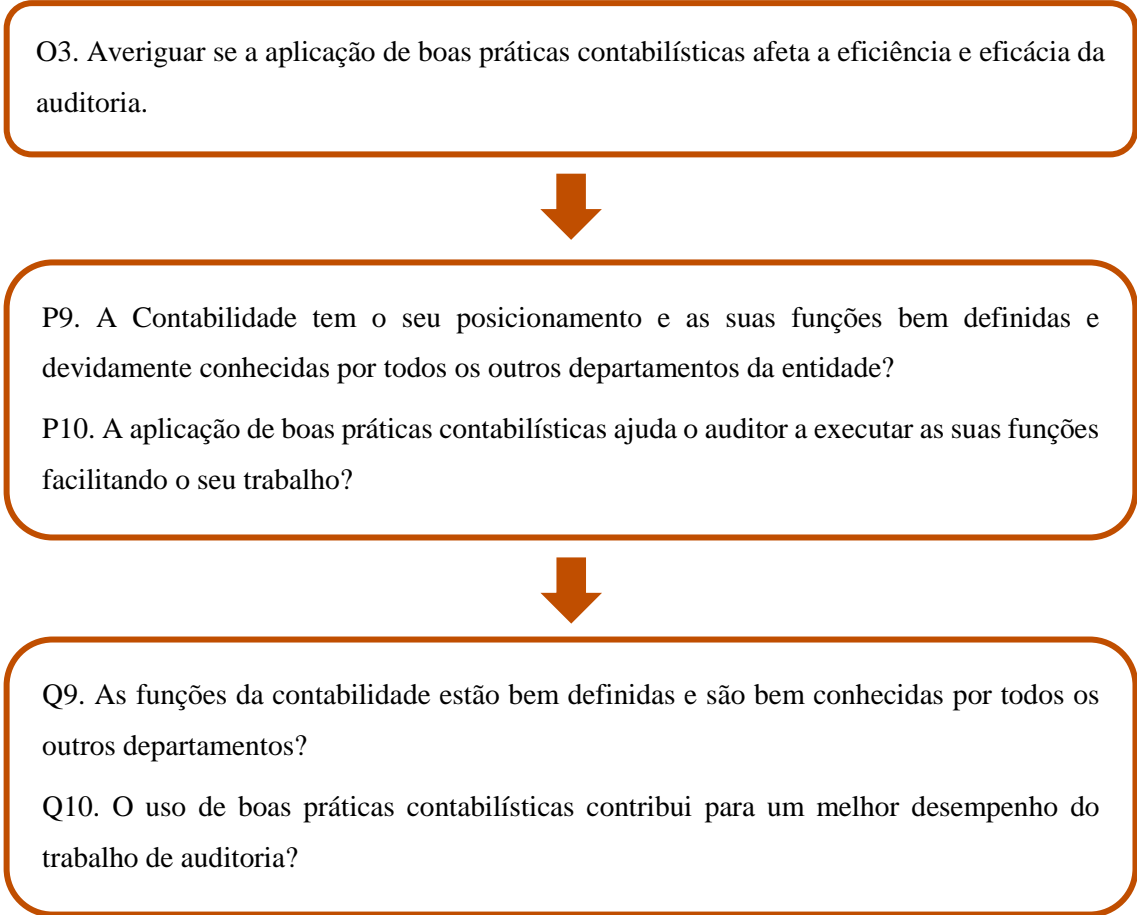 O3. Averiguar se a aplicação de boas práticas contabilísticas afeta a eficiência e eficácia da
auditoria.
P9. A Contabilidade tem o seu posicionamento e as suas funções bem definidas e
devidamente conhecidas por todos os outros departamentos da entidade?
P10. A aplicação de boas práticas contabilísticas ajuda o auditor a executar as suas funções
facilitando o seu trabalho?
Q9. As funções da contabilidade estão bem definidas e são bem conhecidas por todos os
outros departamentos?
Q10. O uso de boas práticas contabilísticas contribui para um melhor desempenho do
trabalho de auditoria?